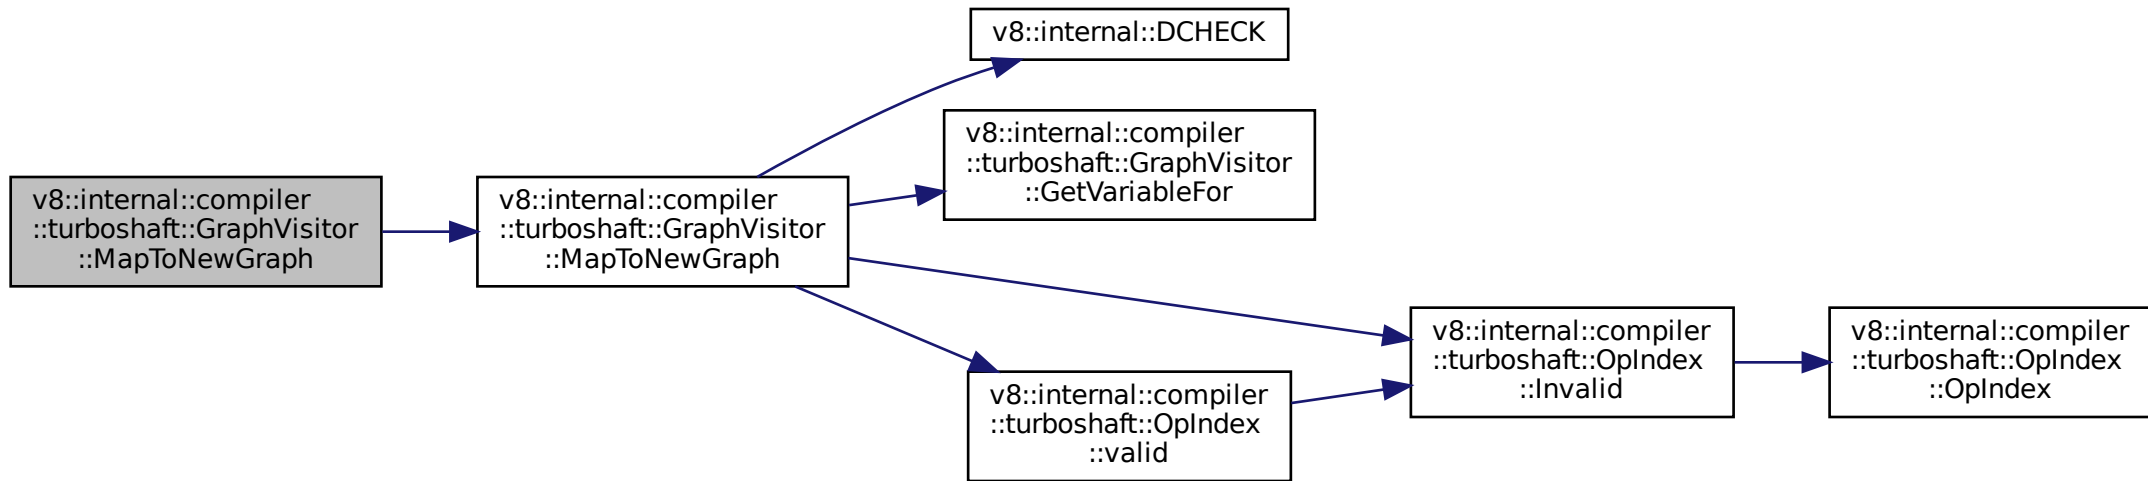 v8::internal::compiler
::turboshaft::GraphVisitor
::MapToNewGraph
v8::internal::compiler
::turboshaft::GraphVisitor
::MapToNewGraph
v8::internal::DCHECK
v8::internal::compiler
::turboshaft::GraphVisitor
::GetVariableFor
v8::internal::compiler
::turboshaft::OpIndex
::valid
v8::internal::compiler
::turboshaft::OpIndex
::Invalid
v8::internal::compiler
::turboshaft::OpIndex
::OpIndex